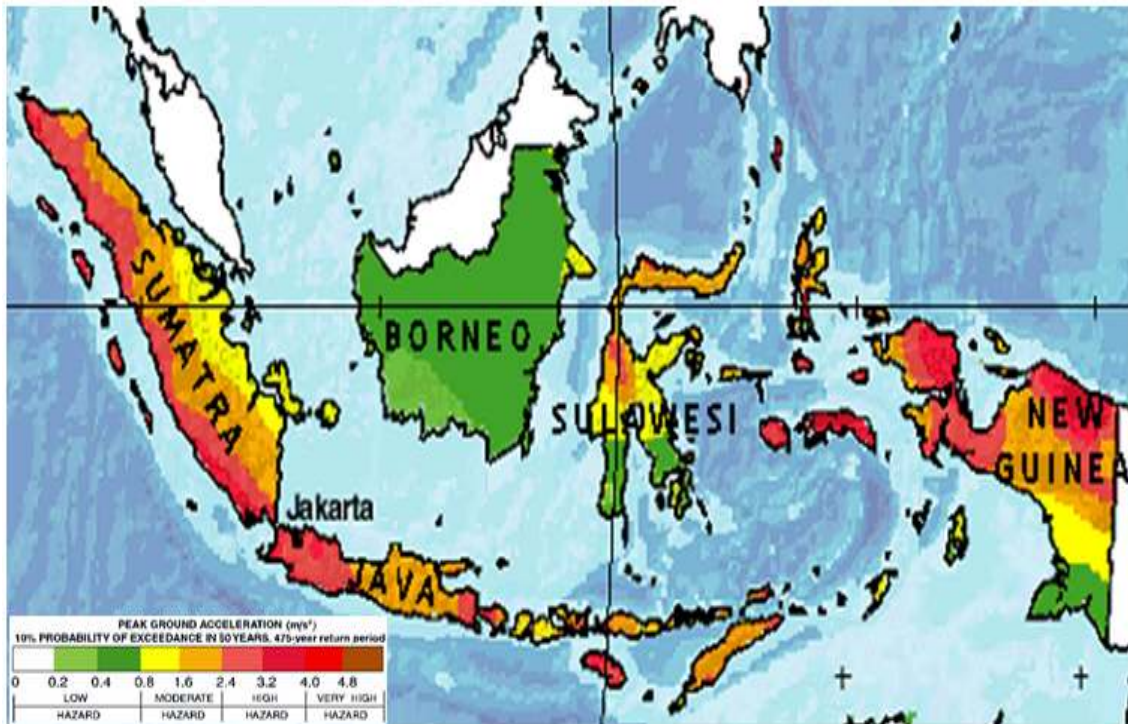 SUMATRA
BORNEO
SULAWESI
NEW
GUINEA
Jakarta
JAVA
PEAK GROUND ACCELERATION (m/s²)
10% PROBABILITY OF EXCEEDANCE IN 50 YEARS, 475-year return period
0 0.2 0.4 0.8 1.6 2.4 3.2 4.0 4.8
LOW MODERATE HIGH VERY HIGH
HAZARD HAZARD HAZARD HAZARD